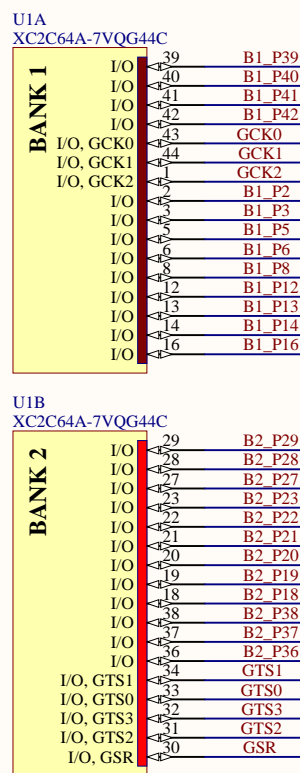 U1A
XC2C64A-7VQG44C
BANK 1
I/O 39 B1_P39
I/O 40 B1_P40
I/O 41 B1_P41
I/O 42 B1_P42
I/O, GCK0 43 GCK0
I/O, GCK1 44 GCK1
I/O, GCK2 1 GCK2
I/O 2 B1_P2
I/O 3 B1_P3
I/O 5 B1_P5
I/O 6 B1_P6
I/O 8 B1_P8
I/O 12 B1_P12
I/O 13 B1_P13
I/O 14 B1_P14
I/O 16 B1_P16
U1B
XC2C64A-7VQG44C
BANK 2
I/O 29 B2_P29
I/O 28 B2_P28
I/O 27 B2_P27
I/O 23 B2_P23
I/O 22 B2_P22
I/O 21 B2_P21
I/O 20 B2_P20
I/O 19 B2_P19
I/O 18 B2_P18
I/O 38 B2_P38
I/O 37 B2_P37
I/O 36 B2_P36
I/O, GTS1 34 GTS1
I/O, GTS0 33 GTS0
I/O, GTS3 32 GTS3
I/O, GTS2 31 GTS2
I/O, GSR 30 GSR